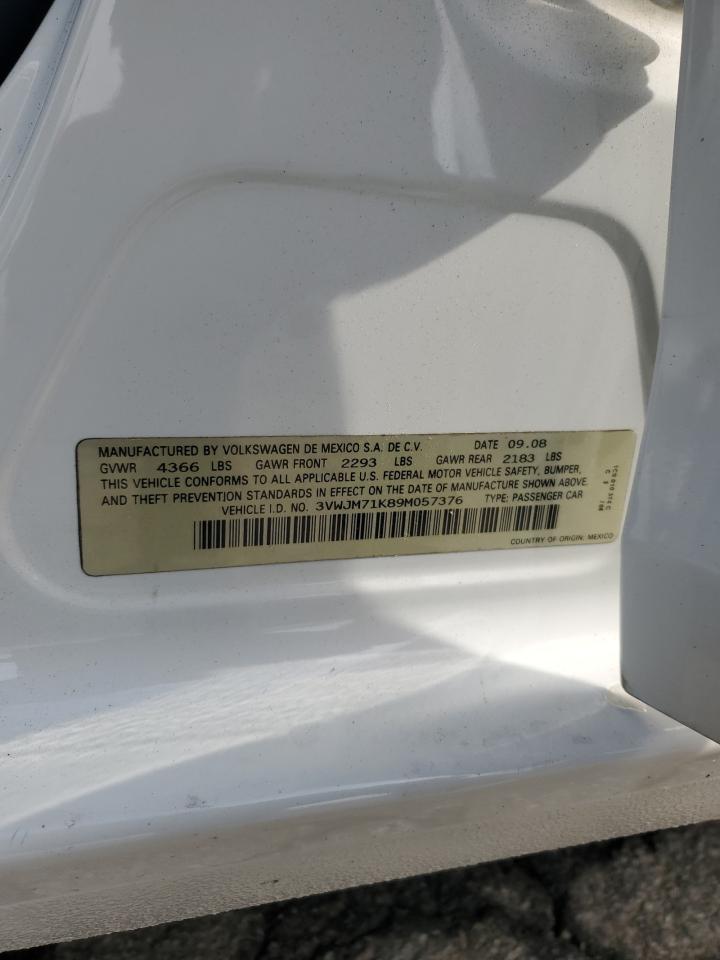 MANUFACTURED BY VOLKSWAGEN DE MEXICO S.A. DE C.V. DATE 09.08
GVWR 4366 LBS GAWR FRONT 2293 LBS GAWR REAR 2183 LBS
THIS VEHICLE CONFORMS TO ALL APPLICABLE U.S. FEDERAL MOTOR VEHICLE SAFETY, BUMPER,
AND THEFT PREVENTION STANDARDS IN EFFECT ON THE DATE OF MANUFACTURE SHOWN ABOVE.
VEHICLE I.D. NO. 3VWJM71K89M057376 TYPE: PASSENGER CAR
COUNTRY OF ORIGIN: MEXICO